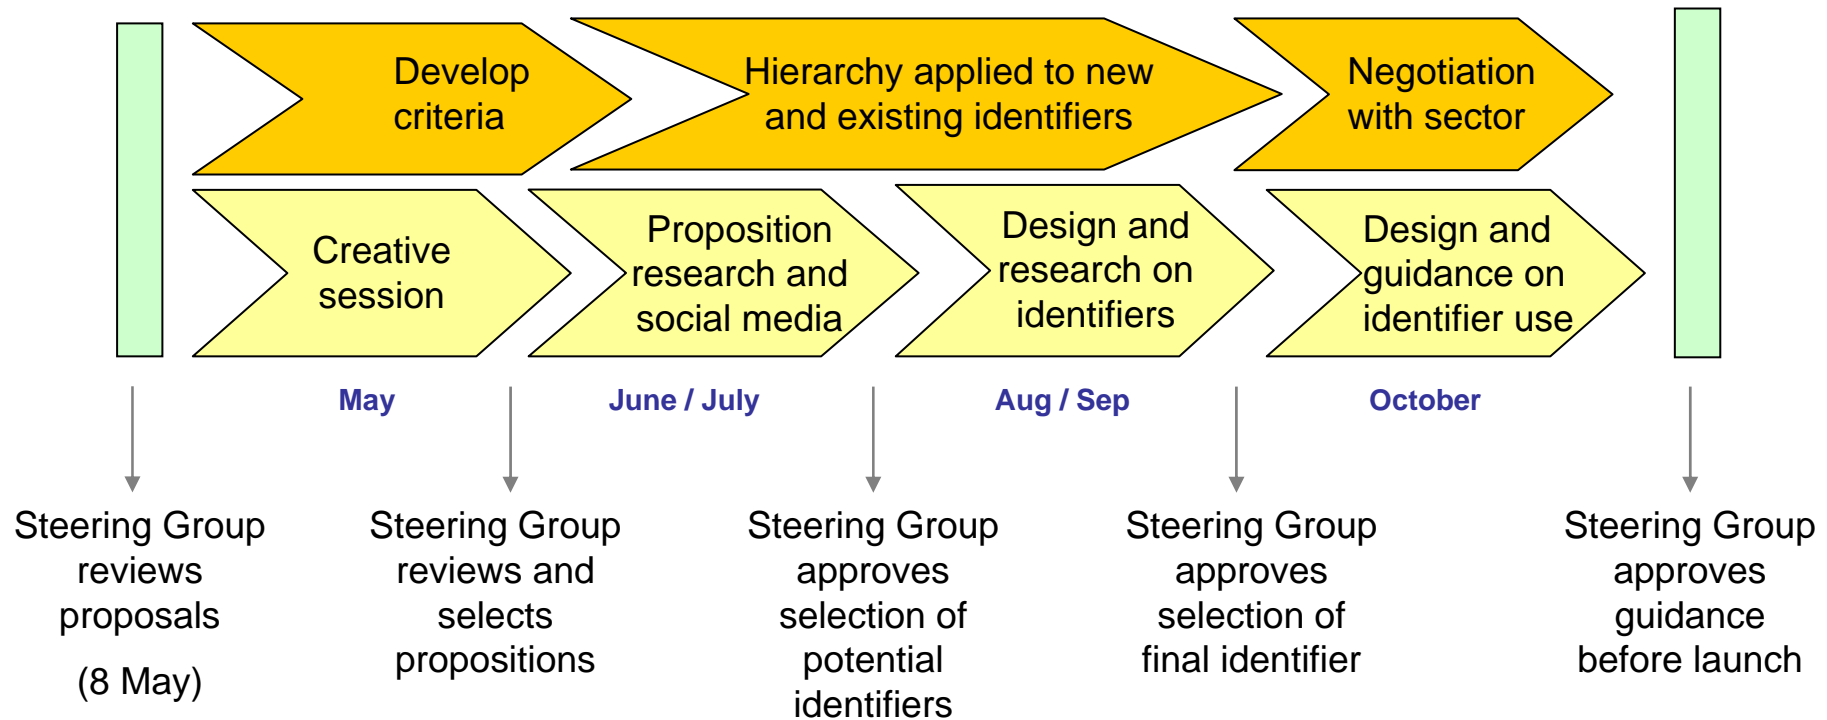 Develop
criteria
Hierarchy applied to new
and existing identifiers
Negotiation
with sector
Creative
session
Proposition
research and
social media
Design and
research on
identifiers
Design and
guidance on
identifier use
May
June / July
Aug / Sep
October
Steering Group
reviews
proposals
(8 May)
Steering Group
reviews and
selects
propositions
Steering Group
approves
selection of
potential
identifiers
Steering Group
approves
selection of
final identifier
Steering Group
approves
guidance
before launch